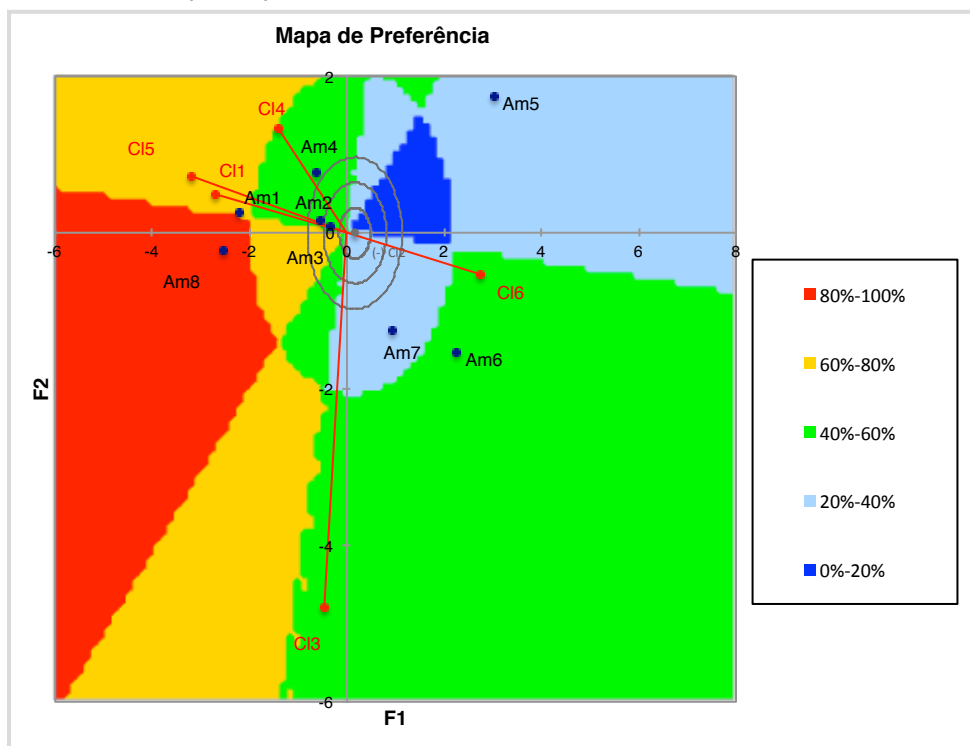 Mapa de Preferência
2
Cl4
Am5
Am4
Cl5
Cl1
Am1
Am2
-6
-4
-2
0
0
2
4
6
8
Am3
(-) Cl2
Am8
Cl6
80%-100%
Am7
Am6
60%-80%
-2
F2
40%-60%
20%-40%
-4
0%-20%
Cl3
-6
F1